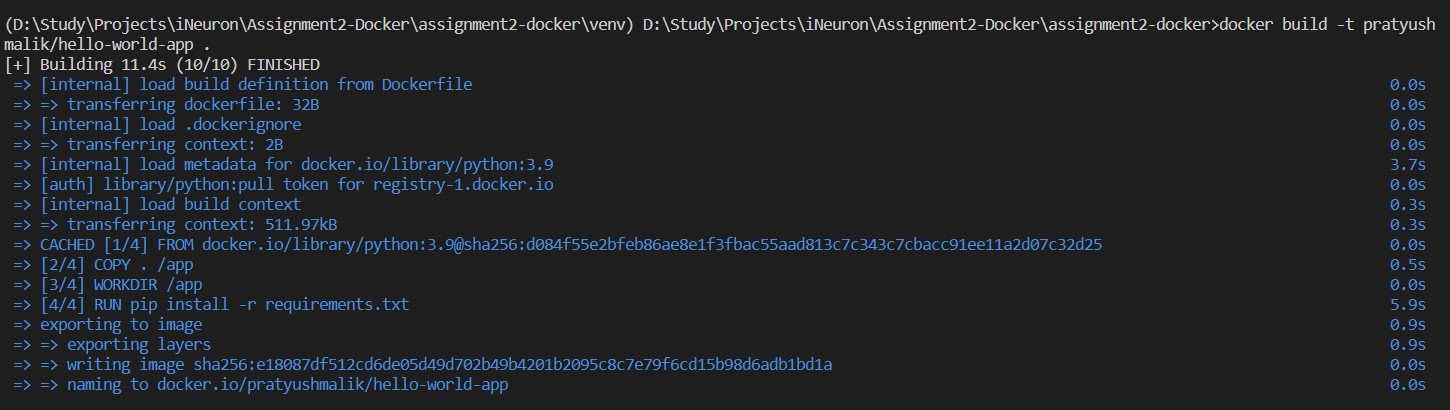 (D:\Study\Projects\iNeuron\Assignment2-Docker\assignment2-docker\venv) D:\Study\Projects\iNeuron\Assignment2-Docker\assignment2-docker>docker build -t pratyush
malik/hello-world-app .
[+] Building 11.4s (10/10) FINISHED
=> [internal] load build definition from Dockerfile 0.0s
=> => transferring dockerfile: 32B 0.0s
=> [internal] load .dockerignore 0.0s
=> => transferring context: 2B 0.0s
=> [internal] load metadata for docker.io/library/python:3.9 3.7s
=> [auth] library/python:pull token for registry-1.docker.io 0.0s
=> [internal] load build context 0.3s
=> => transferring context: 511.97kB 0.3s
=> CACHED [1/4] FROM docker.io/library/python:3.9@sha256:d084f55e2bfeb86ae8e1f3fbac55aad813c7c343c7cbacc91ee11a2d07c32d25 0.0s
=> [2/4] COPY . /app 0.5s
=> [3/4] WORKDIR /app 0.0s
=> [4/4] RUN pip install -r requirements.txt 5.9s
=> exporting to image 0.9s
=> => exporting layers 0.9s
=> => writing image sha256:e18087df512cd6de05d49d702b49b4201b2095c8c7e79f6cd15b98d6adb1bd1a 0.0s
=> => naming to docker.io/pratyushmalik/hello-world-app 0.0s